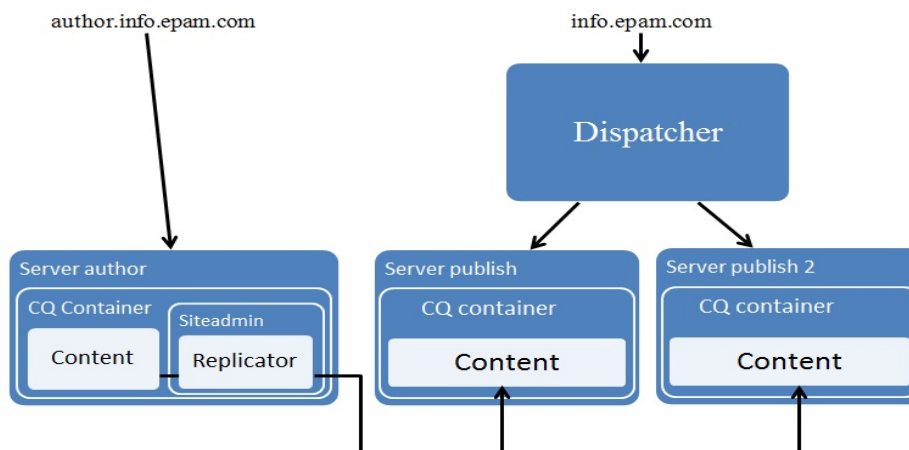 author.info.epam.com
info.epam.com
Dispatcher
Server author
CQ Container
Content
Siteadmin
Replicator
Server publish
CQ container
Content
Server publish 2
CQ container
Content